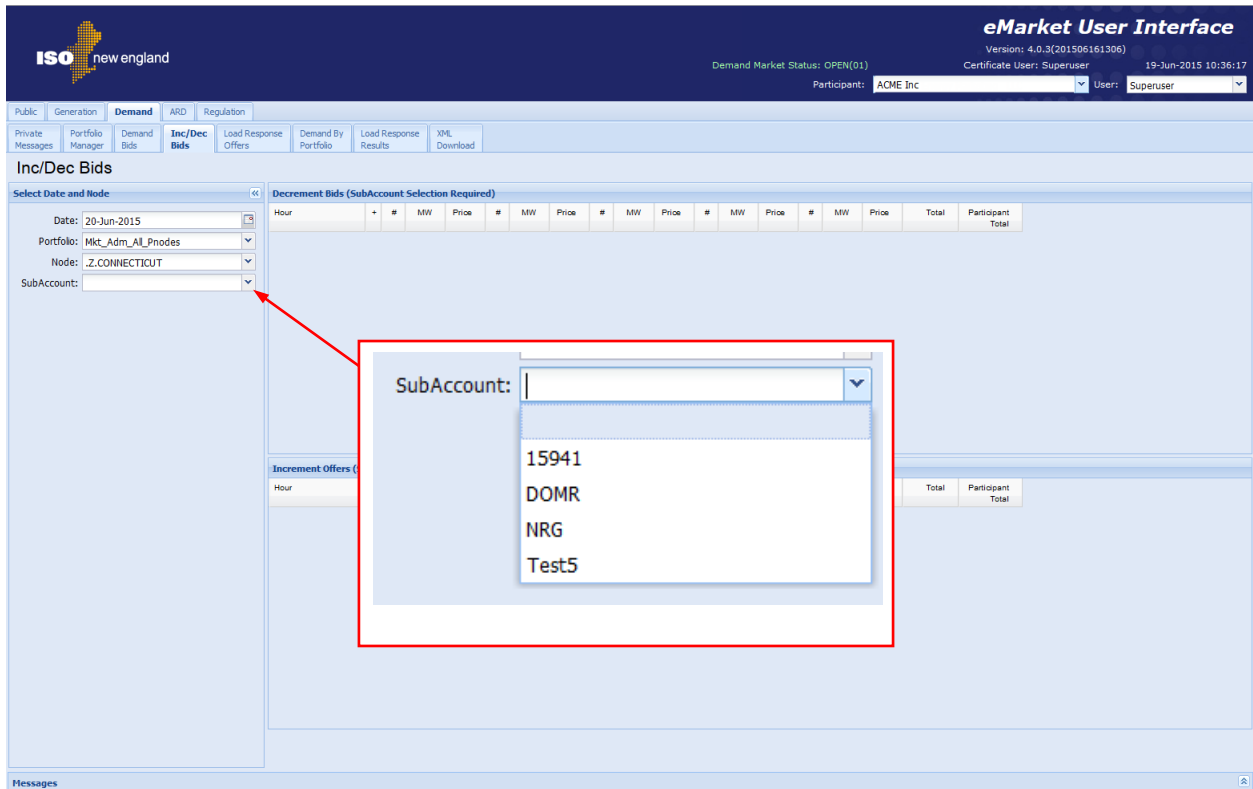 eMarket User Interface
ISO new england
Version: 4.0.3(201506161306)
Demand Market Status: OPEN(01) Certificate User: Superuser 19-Jun-2015 10:36:17
Participant: ACME Inc User: Superuser
Public Generation Demand ARD Regulation
Private Messages Portfolio Manager Demand Bids Inc/Dec Bids Load Response Offers Demand By Portfolio Load Response Results XML Download
Inc/Dec Bids
Select Date and Node
Date: 20-Jun-2015
Portfolio: Mkt_Adm_All_Pnodes
Node: .Z.CONNECTICUT
SubAccount:
Decrement Bids (SubAccount Selection Required)
Hour + # MW Price # MW Price # MW Price # MW Price # MW Price Total Participant Total
SubAccount:
15941
DOMR
NRG
Test5
Increment Offers (
Hour Total Participant Total
Messages